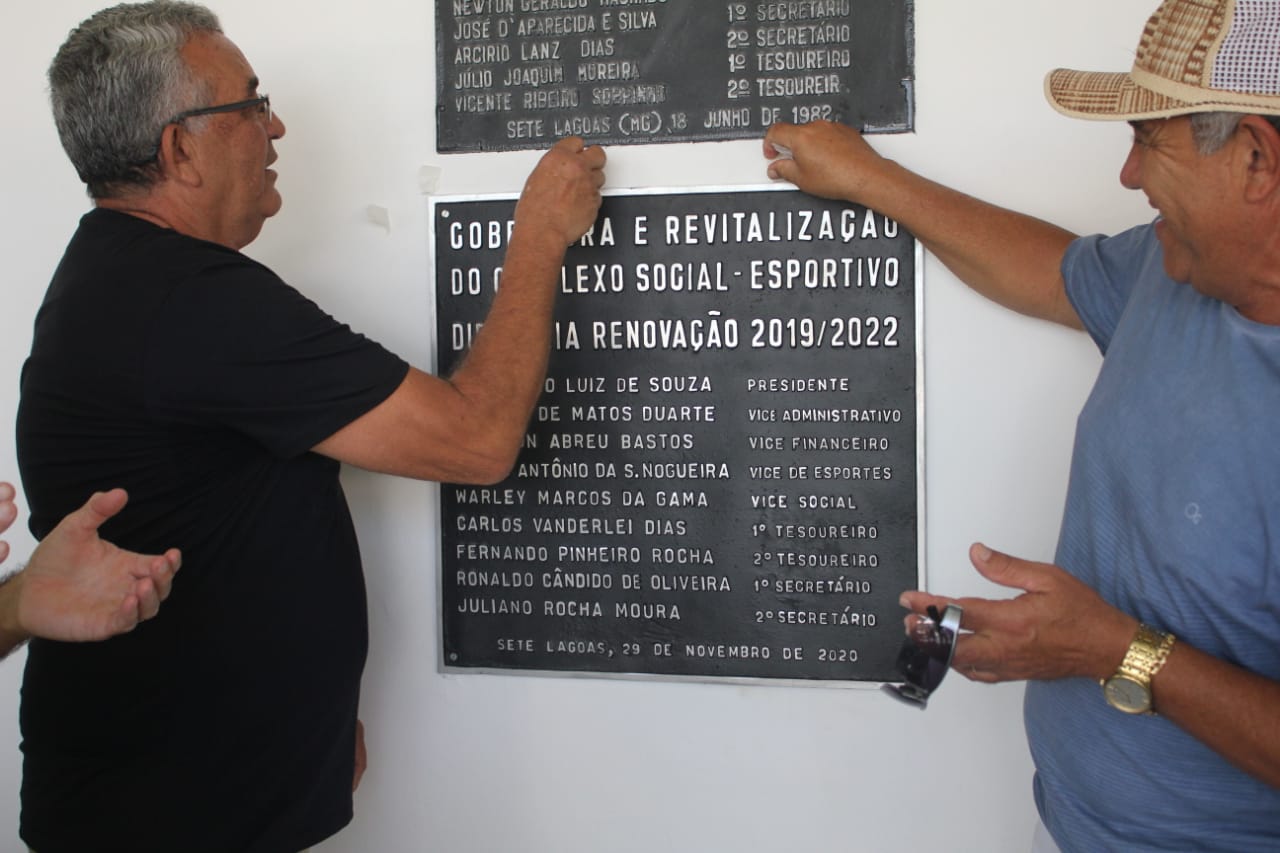 NEWTON GERALDO MACHADO
JOSÉ D'APARECIDA E SILVA 1º SECRETÁRIO
ARCIRIO LANZ DIAS 2º SECRETÁRIO
JÚLIO JOAQUIM MOREIRA 1º TESOUREIRO
VICENTE RIBEIRO SOBRINHO 2º TESOUREIR
SETE LAGOAS (MG) 18 JUNHO DE 1982
COBE RA E REVITALIZAÇÃO
DO LEXO SOCIAL-ESPORTIVO
DI IA RENOVAÇÃO 2019/2022
O LUIZ DE SOUZA PRESIDENTE
DE MATOS DUARTE VICE ADMINISTRATIVO
N ABREU BASTOS VICE FINANCEIRO
ANTÔNIO DA S.NOGUEIRA VICE DE ESPORTES
WARLEY MARCOS DA GAMA VICE SOCIAL
CARLOS VANDERLEI DIAS 1º TESOUREIRO
FERNANDO PINHEIRO ROCHA 2º TESOUREIRO
RONALDO CÂNDIDO DE OLIVEIRA 1º SECRETÁRIO
JULIANO ROCHA MOURA 2º SECRETÁRIO
SETE LAGOAS, 29 DE NOVEMBRO DE 2020